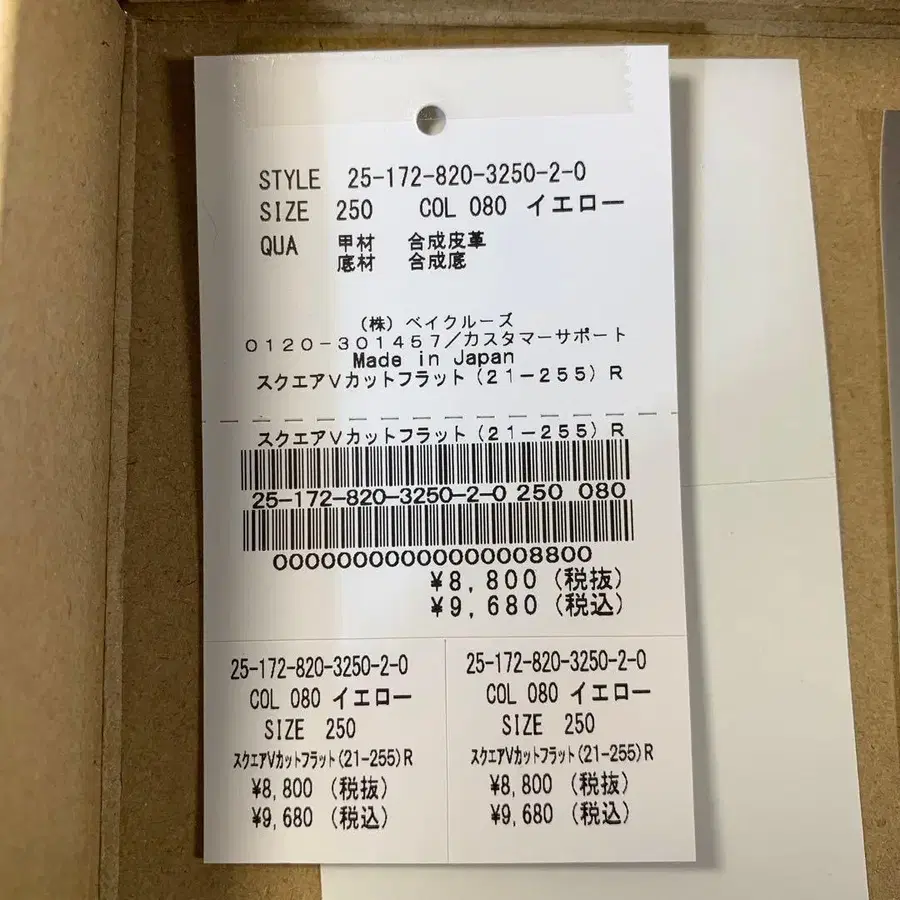 STYLE 25-172-820-3250-2-0
SIZE 250 COL 080 イエロー
QUA 甲材 合成皮革
底材 合成底
(株) ベイクルーズ
0120-301457/カスタマーサポート
Made in Japan
スクエアVカットフラット(21-255)R
スクエアVカットフラット(21-255)R
25-172-820-3250-2-0 250 080
00000000000000008800
¥8,800 (税抜)
¥9,680 (税込)
25-172-820-3250-2-0
COL 080 イエロー
SIZE 250
スクエアVカットフラット(21-255)R
¥8,800 (税抜)
¥9,680 (税込)
25-172-820-3250-2-0
COL 080 イエロー
SIZE 250
スクエアVカットフラット(21-255)R
¥8,800 (税抜)
¥9,680 (税込)